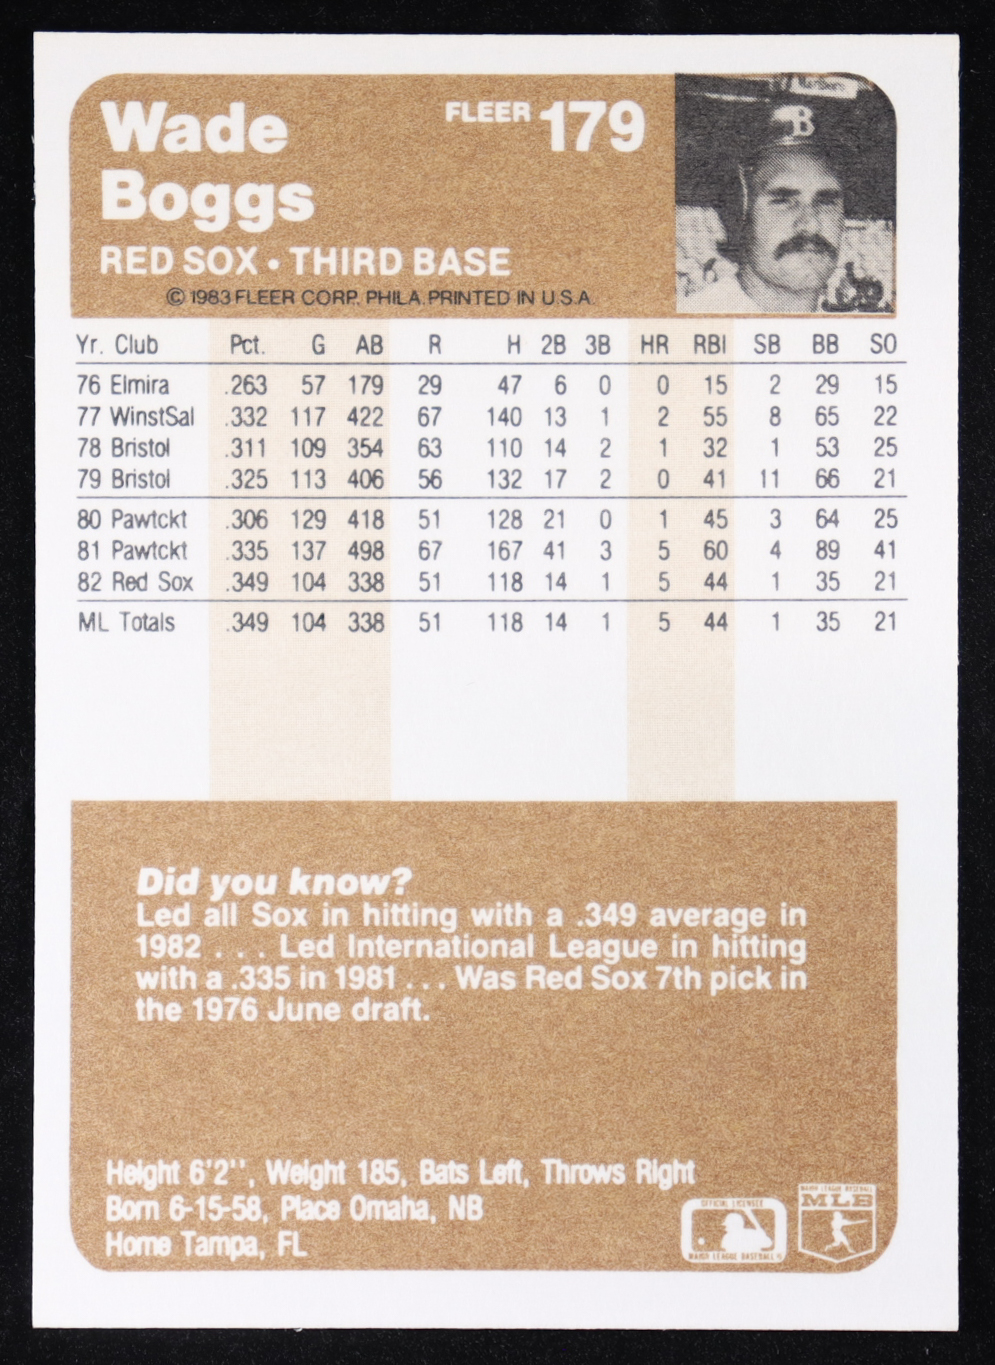 Wade
Boggs
FLEER 179
RED SOX • THIRD BASE
© 1983 FLEER CORP. PHILA. PRINTED IN U.S.A.
B
Yr. Club Pct. G AB R H 2B 3B HR RBI SB BB SO
76 Elmira .263 57 179 29 47 6 0 0 15 2 29 15
77 WinstSal .332 117 422 67 140 13 1 2 55 8 65 22
78 Bristol .311 109 354 63 110 14 2 1 32 1 53 25
79 Bristol .325 113 406 56 132 17 2 0 41 11 66 21
80 Pawtckt .306 129 418 51 128 21 0 1 45 3 64 25
81 Pawtckt .335 137 498 67 167 41 3 5 60 4 89 41
82 Red Sox .349 104 338 51 118 14 1 5 44 1 35 21
ML Totals .349 104 338 51 118 14 1 5 44 1 35 21
Did you know?
Led all Sox in hitting with a .349 average in
1982 . . . Led International League in hitting
with a .335 in 1981 . . . Was Red Sox 7th pick in
the 1976 June draft.
Height 6'2'', Weight 185, Bats Left, Throws Right
Born 6-15-58, Place Omaha, NB
Home Tampa, FL
OFFICIAL LICENSEE
MAJOR LEAGUE BASEBALL
MAJOR LEAGUE BASEBALL
MLB